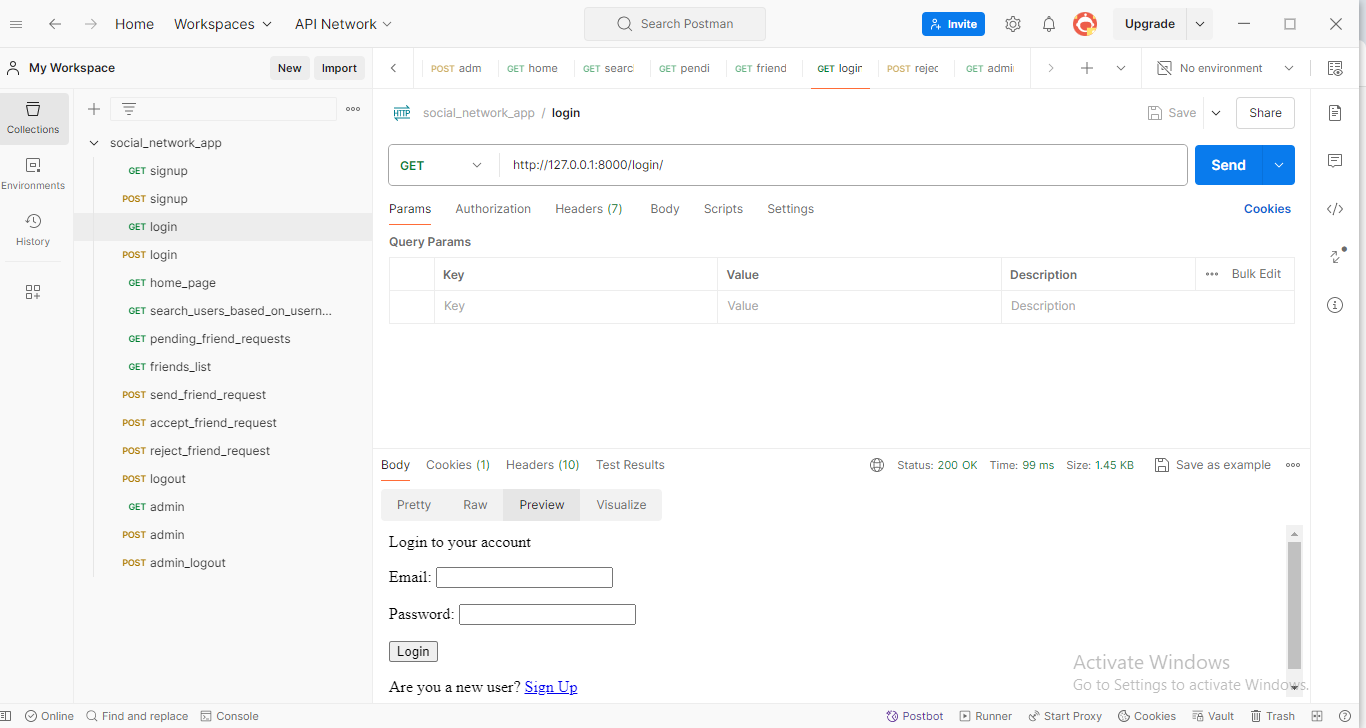 Home Workspaces API Network Search Postman Invite Upgrade
My Workspace New Import POST adm GET home GET searc GET pendi GET friend GET login POST rejec GET admi No environment
Collections
Environments
History
social_network_app
GET signup
POST signup
GET login
POST login
GET home_page
GET search_users_based_on_usern...
GET pending_friend_requests
GET friends_list
POST send_friend_request
POST accept_friend_request
POST reject_friend_request
POST logout
GET admin
POST admin
POST admin_logout
HTTP social_network_app / login Save Share
GET http://127.0.0.1:8000/login/ Send
Params Authorization Headers (7) Body Scripts Settings Cookies
Query Params
Key Value Description Bulk Edit
Key Value Description
Body Cookies (1) Headers (10) Test Results Status: 200 OK Time: 99 ms Size: 1.45 KB Save as example
Pretty Raw Preview Visualize
Login to your account
Email:
Password:
Login
Are you a new user? Sign Up
Activate Windows
Go to Settings to activate Windows.
Online Find and replace Console Postbot Runner Start Proxy Cookies Vault Trash